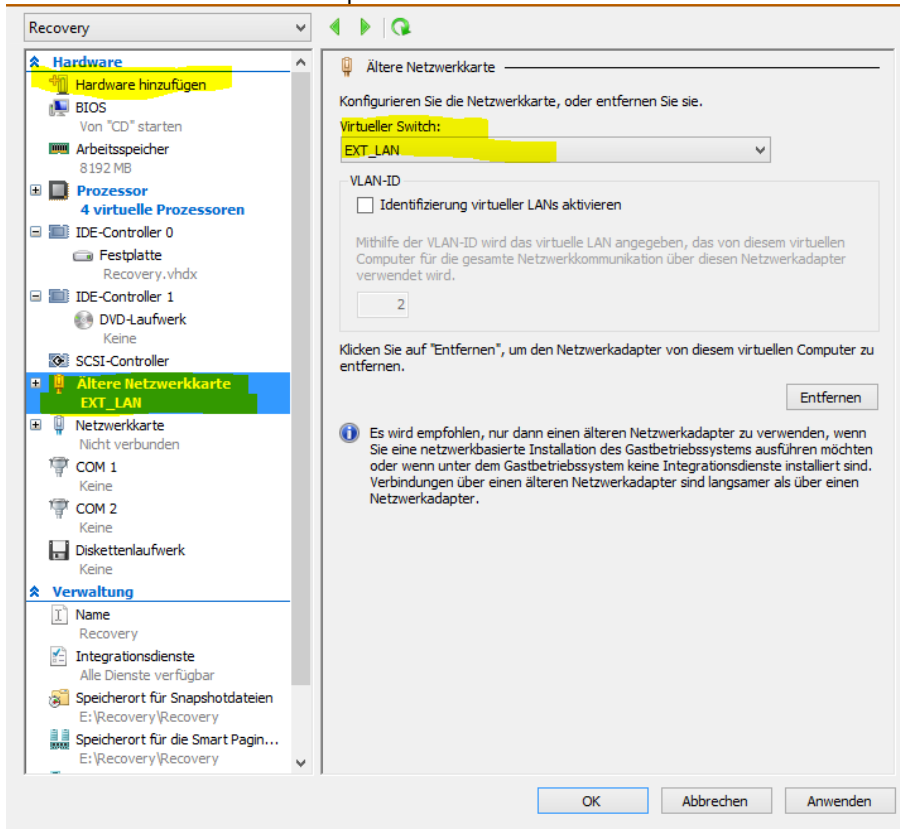 Recovery
Hardware
Hardware hinzufügen
BIOS
Von "CD" starten
Arbeitsspeicher
8192 MB
Prozessor
4 virtuelle Prozessoren
IDE-Controller 0
Festplatte
Recovery.vhdx
IDE-Controller 1
DVD-Laufwerk
Keine
SCSI-Controller
Ältere Netzwerkkarte
EXT_LAN
Netzwerkkarte
Nicht verbunden
COM 1
Keine
COM 2
Keine
Diskettenlaufwerk
Keine
Verwaltung
Name
Recovery
Integrationsdienste
Alle Dienste verfügbar
Speicherort für Snapshotdateien
E:\Recovery\Recovery
Speicherort für die Smart Pagin...
E:\Recovery\Recovery
Ältere Netzwerkkarte
Konfigurieren Sie die Netzwerkkarte, oder entfernen Sie sie.
Virtueller Switch:
EXT_LAN
VLAN-ID
Identifizierung virtueller LANs aktivieren
Mithilfe der VLAN-ID wird das virtuelle LAN angegeben, das von diesem virtuellen
Computer für die gesamte Netzwerkkommunikation über diesen Netzwerkadapter
verwendet wird.
2
Klicken Sie auf "Entfernen", um den Netzwerkadapter von diesem virtuellen Computer zu
entfernen.
Entfernen
Es wird empfohlen, nur dann einen älteren Netzwerkadapter zu verwenden, wenn
Sie eine netzwerkbasierte Installation des Gastbetriebssystems ausführen möchten
oder wenn unter dem Gastbetriebssystem keine Integrationsdienste installiert sind.
Verbindungen über einen älteren Netzwerkadapter sind langsamer als über einen
Netzwerkadapter.
OK
Abbrechen
Anwenden